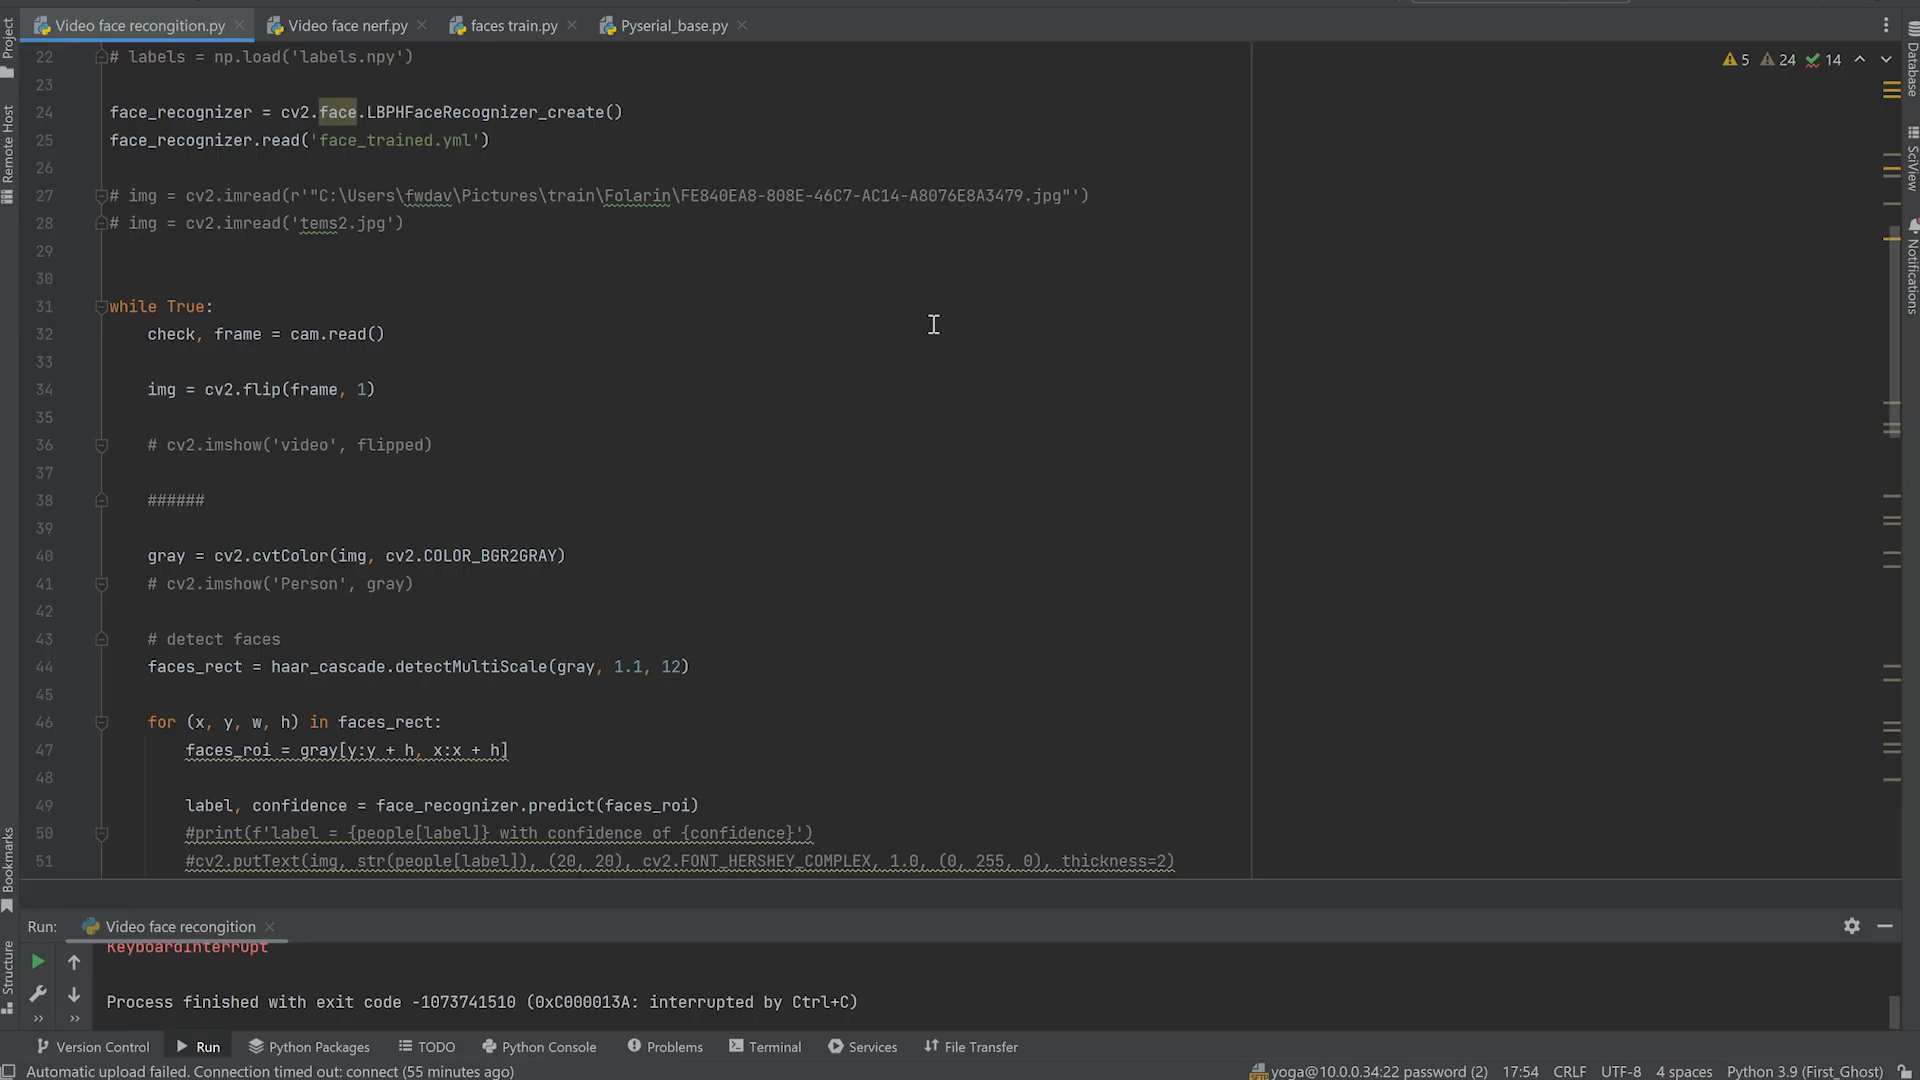 Video face recongition.py
Video face nerf.py
faces train.py
Pyserial_base.py
Project
Remote Host
Bookmarks
Structure
Database
SciView
Notifications
5 24 14
22 # labels = np.load('labels.npy')
23
24 face_recognizer = cv2.face.LBPHFaceRecognizer_create()
25 face_recognizer.read('face_trained.yml')
26
27 # img = cv2.imread(r'"C:\Users\fwdav\Pictures\train\Folarin\FE840EA8-808E-46C7-AC14-A8076E8A3479.jpg"')
28 # img = cv2.imread('tems2.jpg')
29
30
31 while True:
32 check, frame = cam.read()
33
34 img = cv2.flip(frame, 1)
35
36 # cv2.imshow('video', flipped)
37
38 ######
39
40 gray = cv2.cvtColor(img, cv2.COLOR_BGR2GRAY)
41 # cv2.imshow('Person', gray)
42
43 # detect faces
44 faces_rect = haar_cascade.detectMultiScale(gray, 1.1, 12)
45
46 for (x, y, w, h) in faces_rect:
47 faces_roi = gray[y:y + h, x:x + h]
48
49 label, confidence = face_recognizer.predict(faces_roi)
50 #print(f'label = {people[label]} with confidence of {confidence}')
51 #cv2.putText(img, str(people[label]), (20, 20), cv2.FONT_HERSHEY_COMPLEX, 1.0, (0, 255, 0), thickness=2)
Run: Video face recongition
KeyboardInterrupt
Process finished with exit code -1073741510 (0xC000013A: interrupted by Ctrl+C)
Version Control Run Python Packages TODO Python Console Problems Terminal Services File Transfer
Automatic upload failed. Connection timed out: connect (55 minutes ago) yoga@10.0.0.34:22 password (2) 17:54 CRLF UTF-8 4 spaces Python 3.9 (First_Ghost)